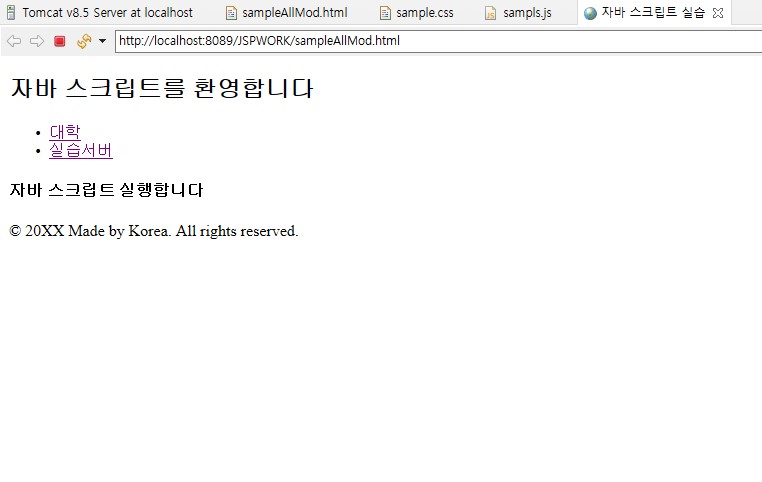 Tomcat v8.5 Server at localhost sampleAllMod.html sample.css sampls.js 자바 스크립트 실습
http://localhost:8089/JSPWORK/sampleAllMod.html
자바 스크립트를 환영합니다
• 대학
• 실습서버
자바 스크립트 실행합니다
© 20XX Made by Korea. All rights reserved.